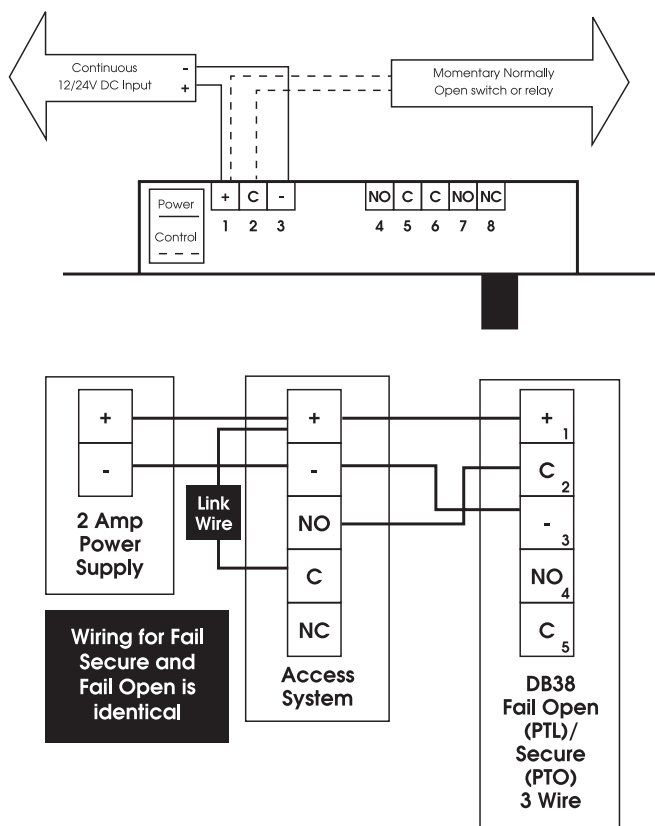 Continuous -
12/24V DC Input +
Momentary Normally
Open switch or relay
Power
Control
+ C - NO C C NO NC
1 2 3 4 5 6 7 8
+
-
2 Amp
Power
Supply
Link
Wire
+
-
NO
C
NC
Access
System
+ 1
C 2
- 3
NO 4
C 5
DB38
Fail Open
(PTL)/
Secure
(PTO)
3 Wire
Wiring for Fail
Secure and
Fail Open is
identical